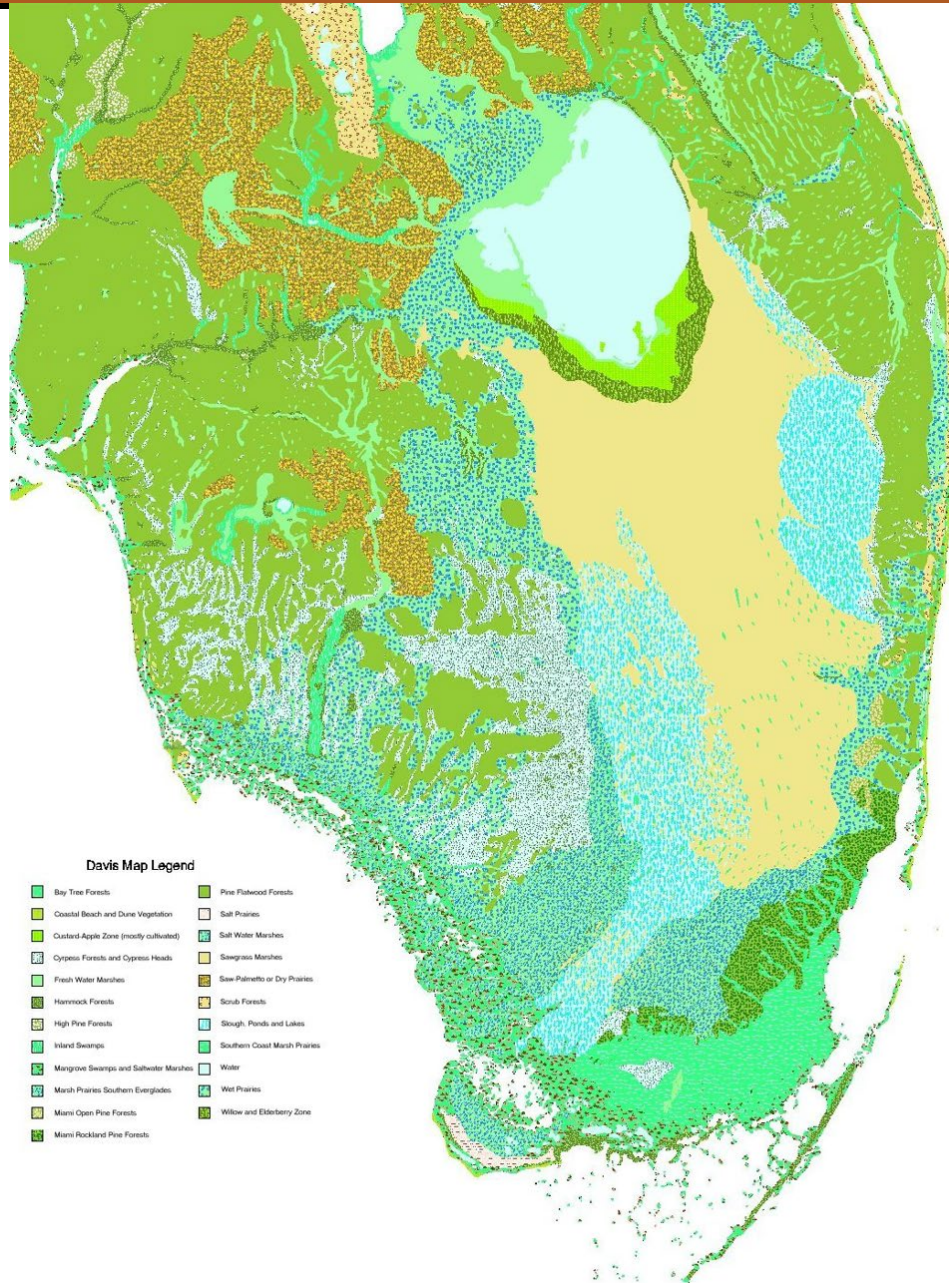 Davis Map Legend
Bay Tree Forests
Coastal Beach and Dune Vegetation
Custard-Apple Zone (mostly cultivated)
Cyrpess Forests and Cypress Heads
Fresh Water Marshes
Hammock Forests
High Pine Forests
Inland Swamps
Mangrove Swamps and Saltwater Marshes
Marsh Prairies Southern Everglades
Miami Open Pine Forests
Miami Rockland Pine Forests
Pine Flatwood Forests
Salt Prairies
Salt Water Marshes
Sawgrass Marshes
Saw-Palmetto or Dry Prairies
Scrub Forests
Slough, Ponds and Lakes
Southern Coast Marsh Prairies
Water
Wet Prairies
Willow and Elderberry Zone